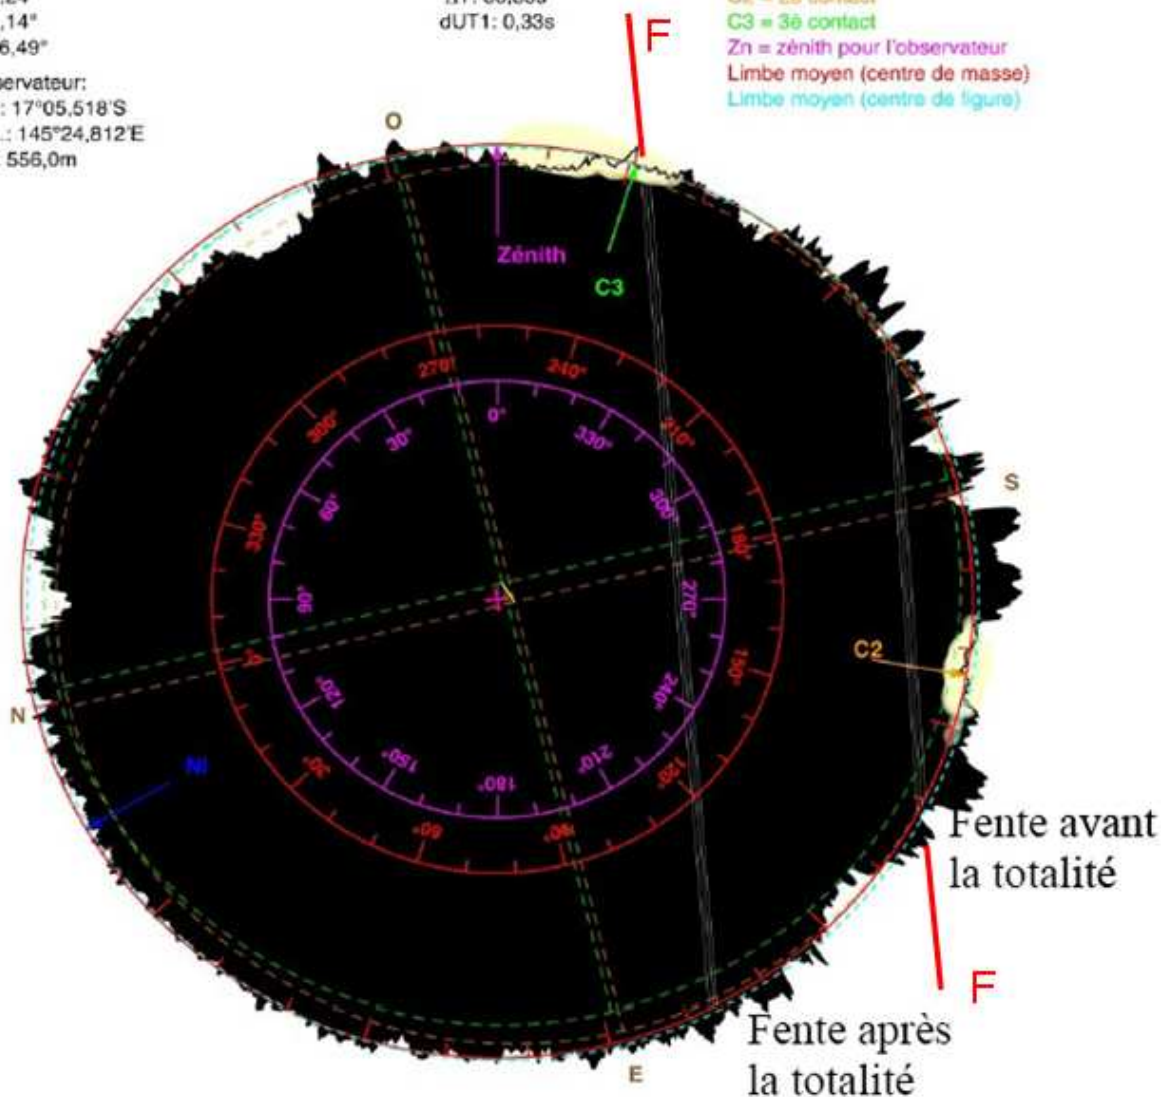 ,14°
6,49°
servateur:
: 17°05,518'S
.: 145°24,812'E
556,0m
dUT1: 0,33s
C3 = 3è contact
Zn = zénith pour l'observateur
Limbe moyen (centre de masse)
Limbe moyen (centre de figure)
F
O
Zénith
C3
270°
240°
0°
300°
30°
330°
210°
60°
300°
330°
180°
S
90°
270°
0°
150°
C2
120°
240°
N
Ni
150°
210°
30°
180°
120°
60°
90°
Fente avant
la totalité
F
Fente après
la totalité
E